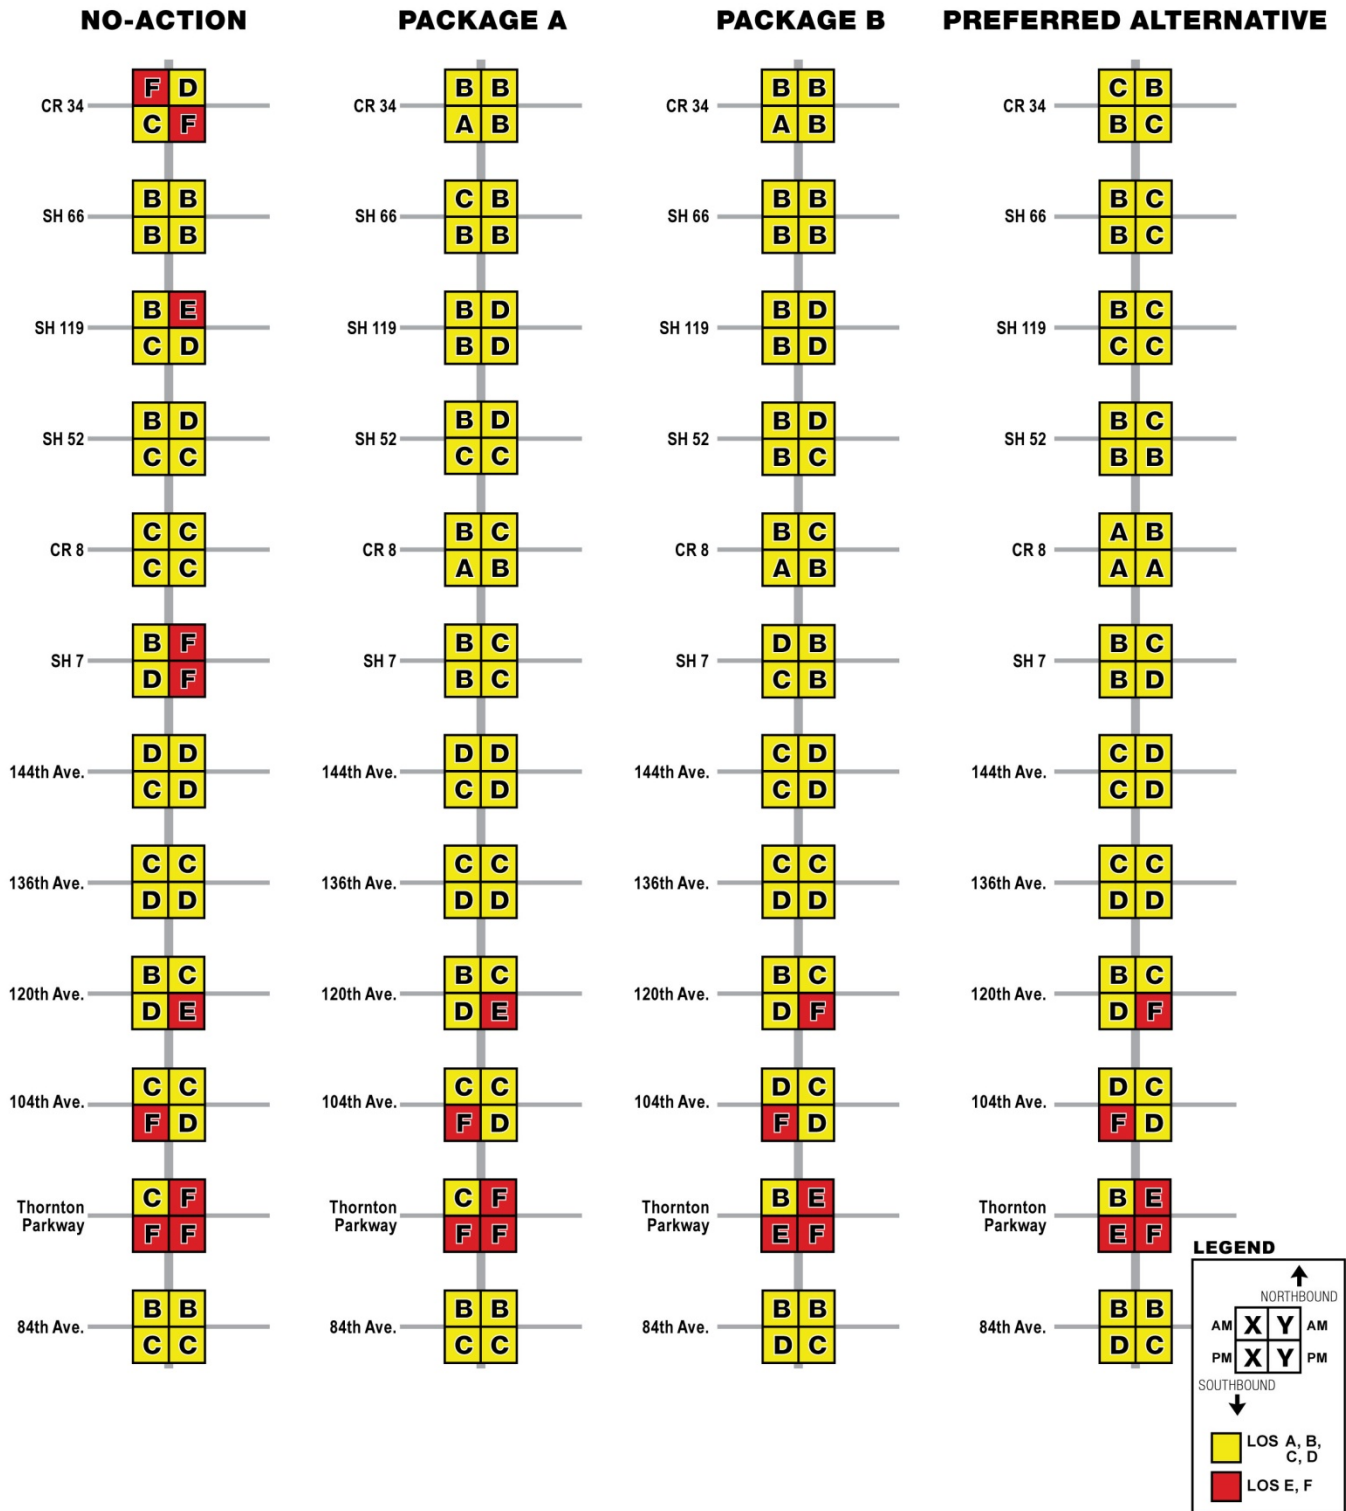 NO-ACTION PACKAGE A PACKAGE B PREFERRED ALTERNATIVE
F D B B B B C B
CR 34 CR 34 CR 34 CR 34
C F A B A B B C
B B C B B B B C
SH 66 SH 66 SH 66 SH 66
B B B B B B B C
B E B D B D B C
SH 119 SH 119 SH 119 SH 119
C D B D B D C C
B D B D B D B C
SH 52 SH 52 SH 52 SH 52
C C C C B C B B
C C B C B C A B
CR 8 CR 8 CR 8 CR 8
C C A B A B A A
B F B C D B B C
SH 7 SH 7 SH 7 SH 7
D F B C C B B D
D D D D C D C D
144th Ave. 144th Ave. 144th Ave. 144th Ave.
C D C D C D C D
C C C C C C C C
136th Ave. 136th Ave. 136th Ave. 136th Ave.
D D D D D D D D
B C B C B C B C
120th Ave. 120th Ave. 120th Ave. 120th Ave.
D E D E D F D F
C C C C D C D C
104th Ave. 104th Ave. 104th Ave. 104th Ave.
F D F D F D F D
C F C F B E B E
Thornton Thornton Thornton Thornton
Parkway Parkway Parkway Parkway
F F F F E F E F
B B B B B B B B
84th Ave. 84th Ave. 84th Ave. 84th Ave.
C C C C D C D C
LEGEND
NORTHBOUND
AM X Y AM
PM X Y PM
SOUTHBOUND
LOS A, B,
C, D
LOS E, F